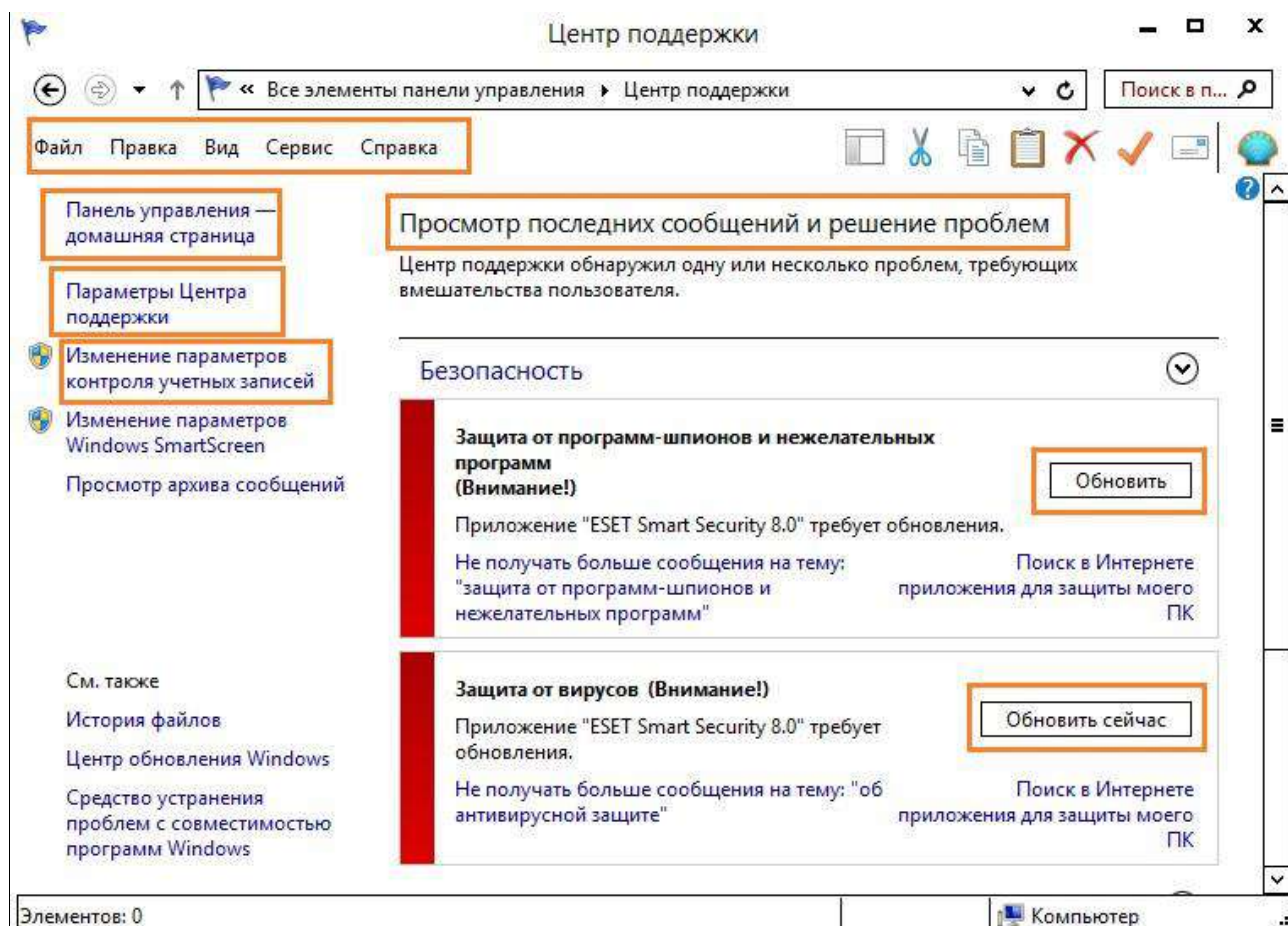 Центр поддержки
« Все элементы панели управления Центр поддержки
Поиск в п...
Файл Правка Вид Сервис Справка
Панель управления —
домашняя страница
Параметры Центра
поддержки
Изменение параметров
контроля учетных записей
Изменение параметров
Windows SmartScreen
Просмотр архива сообщений
См. также
История файлов
Центр обновления Windows
Средство устранения
проблем с совместимостью
программ Windows
Просмотр последних сообщений и решение проблем
Центр поддержки обнаружил одну или несколько проблем, требующих
вмешательства пользователя.
Безопасность
Защита от программ-шпионов и нежелательных
программ
(Внимание!)
Обновить
Приложение "ESET Smart Security 8.0" требует обновления.
Не получать больше сообщения на тему:
"защита от программ-шпионов и
нежелательных программ"
Поиск в Интернете
приложения для защиты моего
ПК
Защита от вирусов (Внимание!)
Обновить сейчас
Приложение "ESET Smart Security 8.0" требует
обновления.
Не получать больше сообщения на тему: "об
антивирусной защите"
Поиск в Интернете
приложения для защиты моего
ПК
Элементов: 0
Компьютер